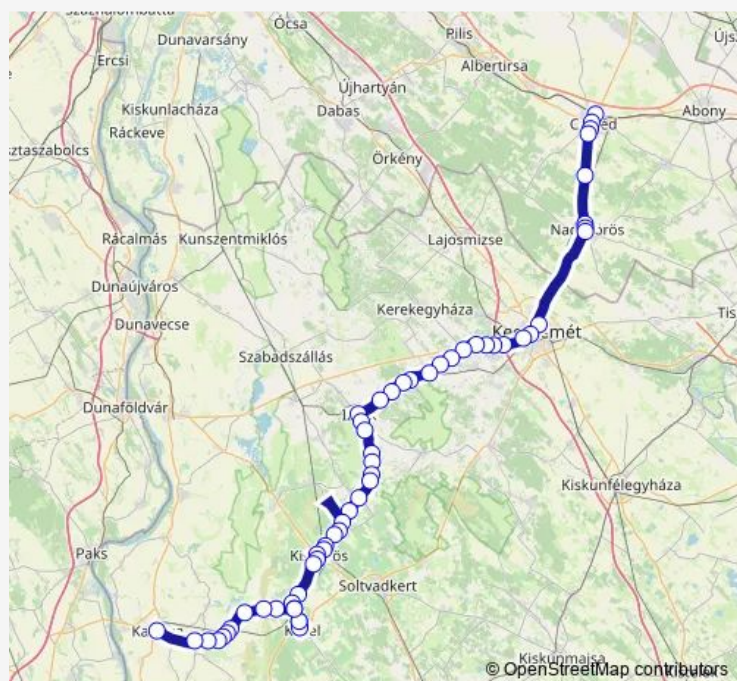 Dunavarsány
Ócsa
Pilis
Ercsi
Albertirsa
Újhartyán
Kiskunlacháza
Dabas
Abony
Ráckeve
Örkény
Rácalmás
Kunszentmiklós
Lajosmizse
Dunaújváros
Kerekegyháza
Dunavecse
Szabadszállás
Dunaföldvár
Kiskunfélegyháza
Paks
Soltvadkert
Kiskunmajsa
© OpenStreetMap contributors